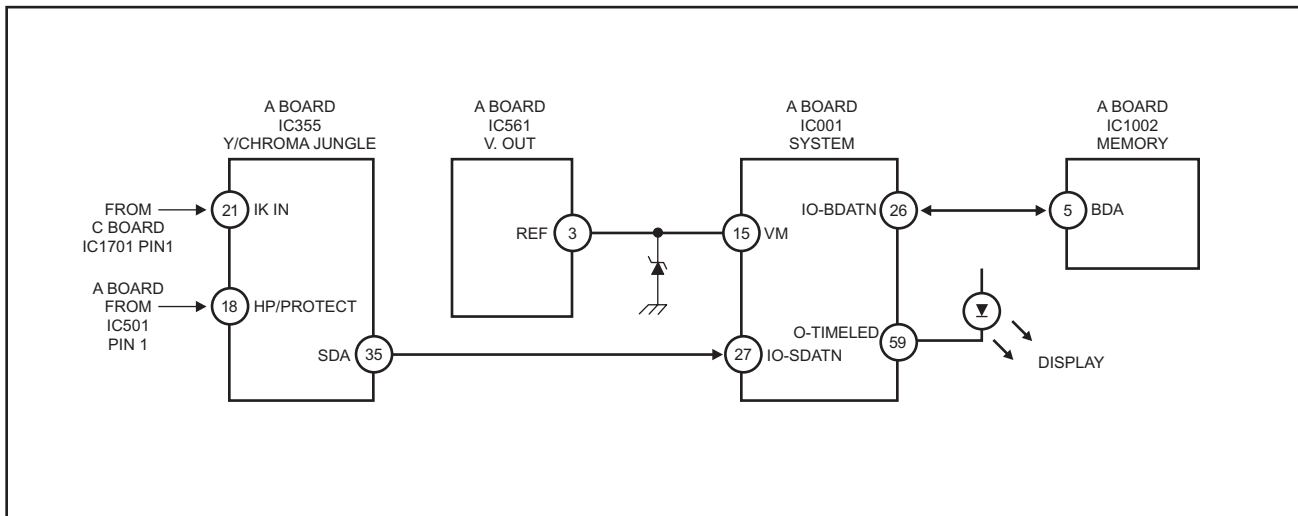 A BOARD
IC355
Y/CHROMA JUNGLE
A BOARD
IC561
V. OUT
A BOARD
IC001
SYSTEM
A BOARD
IC1002
MEMORY
FROM
C BOARD
IC1701 PIN1
21
IK IN
A BOARD
FROM
IC501
PIN 1
18
HP/PROTECT
SDA
35
REF
3
15
VM
27
IO-SDATN
IO-BDATN
26
O-TIMELED
59
5
BDA
DISPLAY